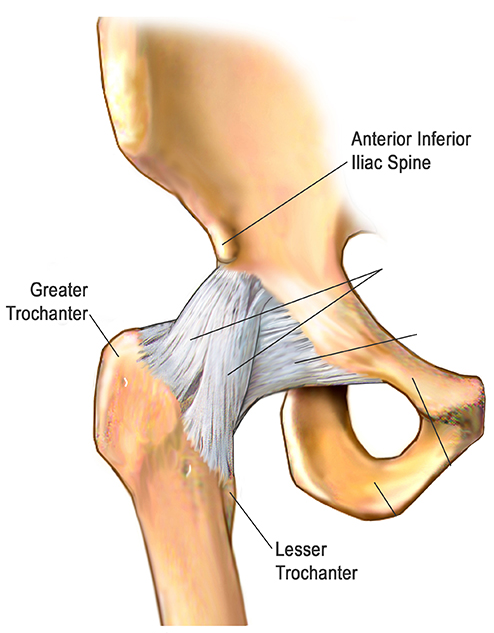 Anterior Inferior
Iliac Spine
Greater
Trochanter
Lesser
Trochanter